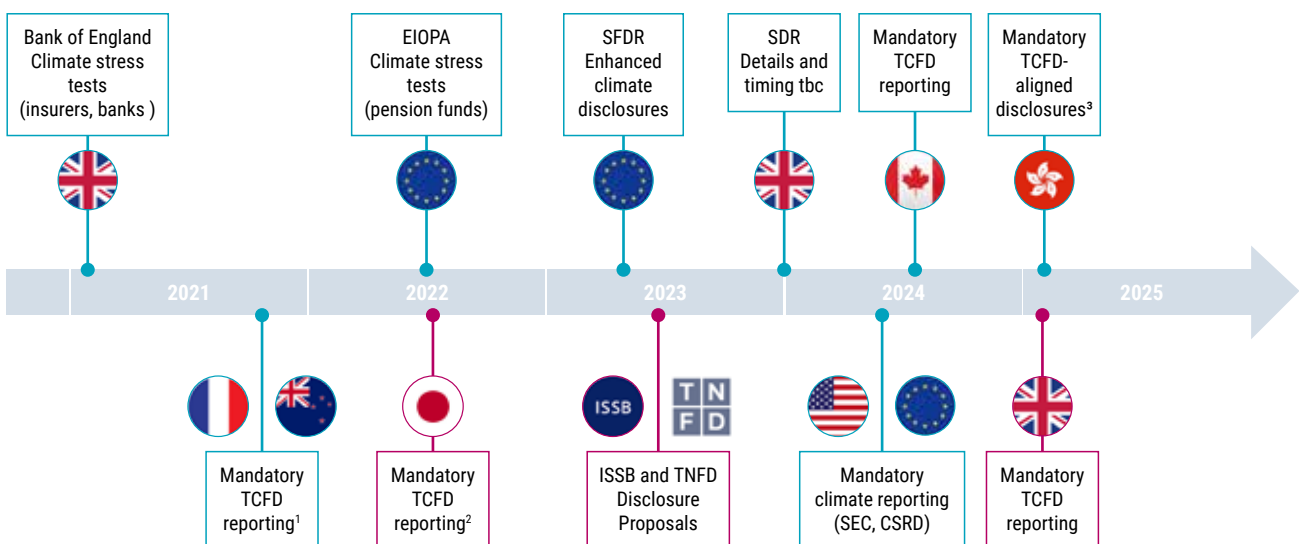 Bank of England
Climate stress
tests
(insurers, banks )
EIOPA
Climate stress
tests
(pension funds)
SFDR
Enhanced
climate
disclosures
SDR
Details and
timing tbc
Mandatory
TCFD
reporting
Mandatory
TCFD-
aligned
disclosures³
2021
2022
2023
2024
2025
ISSB
T N
F D
Mandatory
TCFD
reporting¹
Mandatory
TCFD
reporting²
ISSB and TNFD
Disclosure
Proposals
Mandatory
climate reporting
(SEC, CSRD)
Mandatory
TCFD
reporting